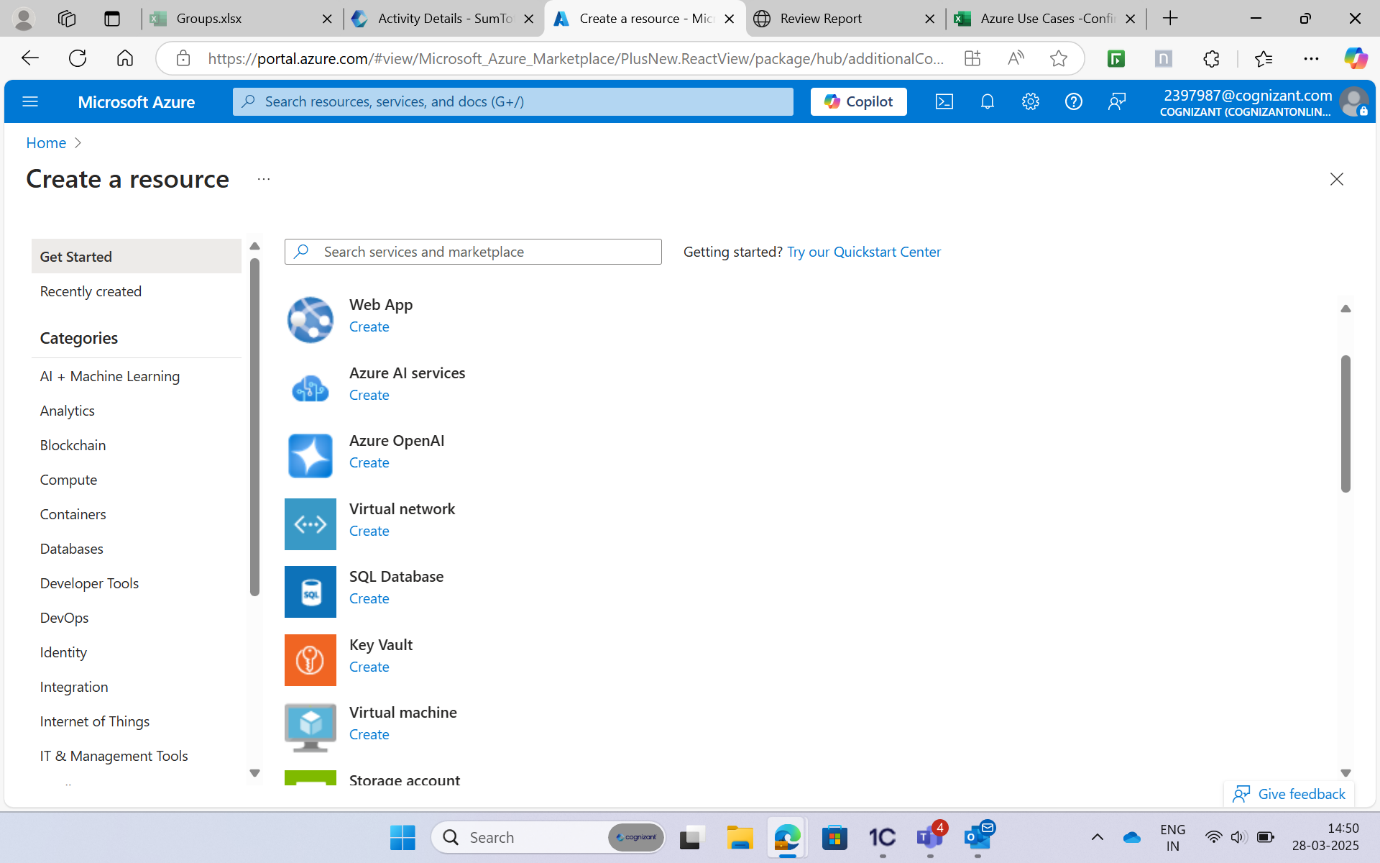 Groups.xlsx
Activity Details - SumTo
Create a resource - Micr
Review Report
Azure Use Cases -Confi
https://portal.azure.com/#view/Microsoft_Azure_Marketplace/PlusNew.ReactView/package/hub/additionalCo...
Microsoft Azure
Search resources, services, and docs (G+/)
Copilot
2397987@cognizant.com
COGNIZANT (COGNIZANTONLIN...
Home
Create a resource
...
Get Started
Recently created
Categories
AI + Machine Learning
Analytics
Blockchain
Compute
Containers
Databases
Developer Tools
DevOps
Identity
Integration
Internet of Things
IT & Management Tools
Search services and marketplace
Getting started? Try our Quickstart Center
Web App
Create
Azure AI services
Create
Azure OpenAI
Create
Virtual network
Create
SQL
SQL Database
Create
Key Vault
Create
Virtual machine
Create
Storage account
Give feedback
Search
cognizant
1C
4
ENG
IN
14:50
28-03-2025